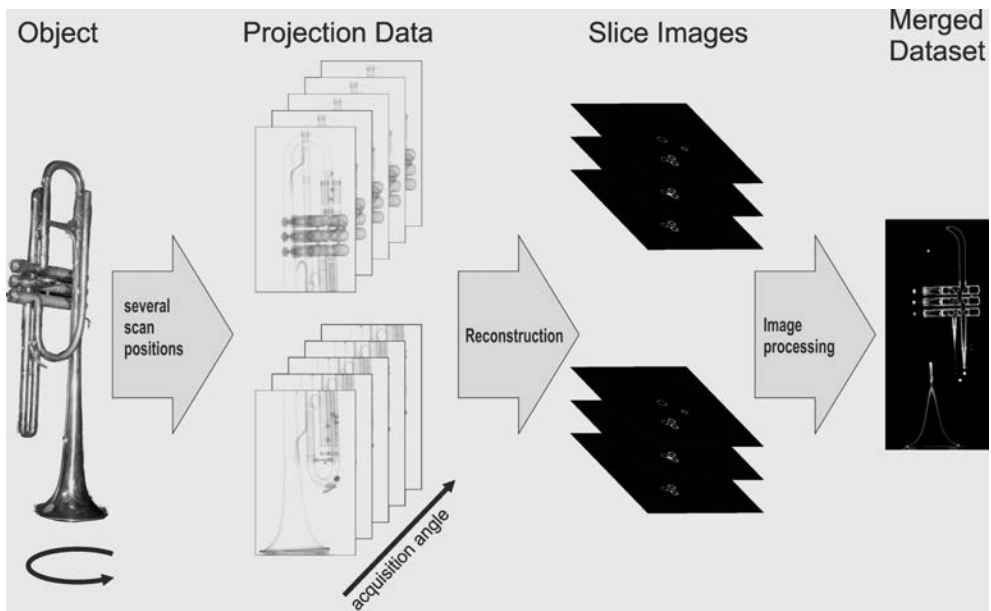 Object
Projection Data
Slice Images
Merged
Dataset
several
scan
positions
Reconstruction
Image
processing
acquisition angle